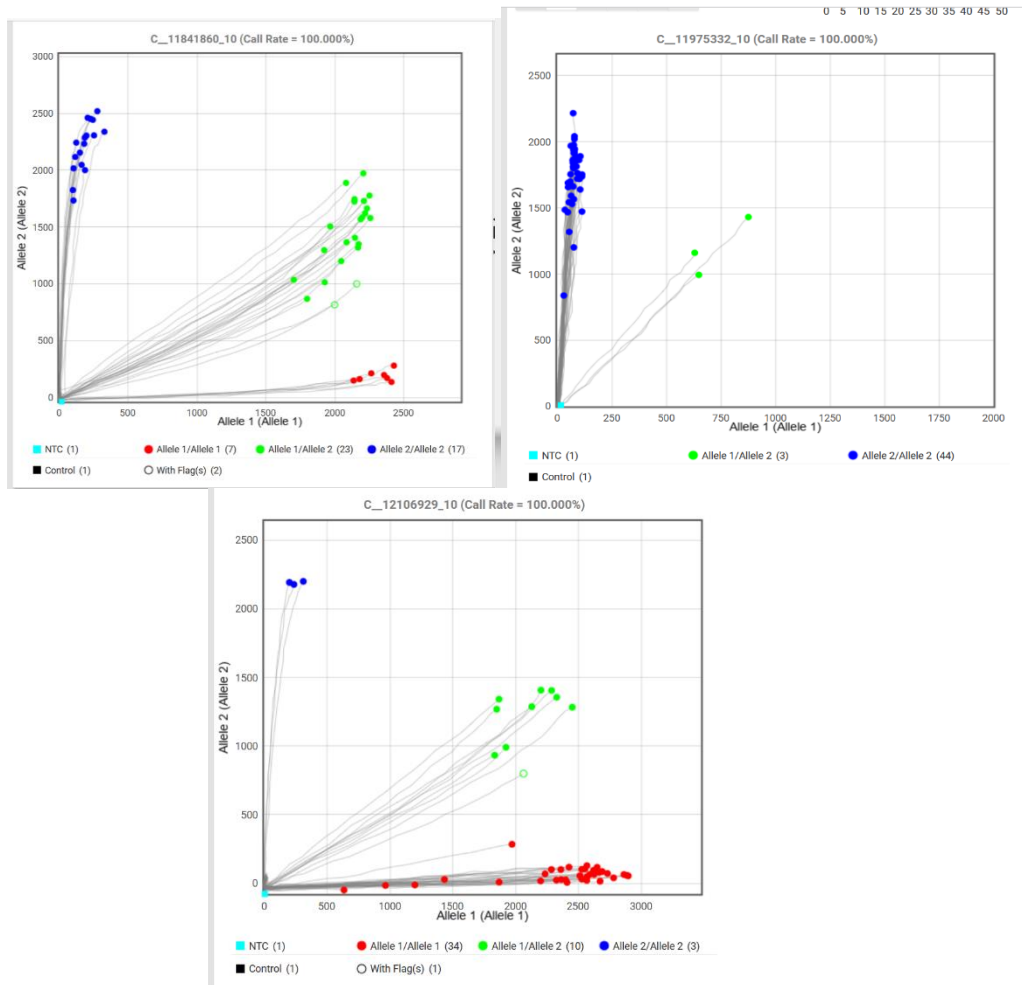 0 5 10 15 20 25 30 35 40 45 50
C__11841860_10 (Call Rate = 100.000%)
3000
2500
2000
1500
1000
500
0
Allele 2 (Allele 2)
0 500 1000 1500 2000 2500
Allele 1 (Allele 1)
NTC (1) Allele 1/Allele 1 (7) Allele 1/Allele 2 (23) Allele 2/Allele 2 (17)
Control (1) With Flag(s) (2)
C__11975332_10 (Call Rate = 100.000%)
2500
2000
1500
1000
500
0
Allele 2 (Allele 2)
0 250 500 750 1000 1250 1500 1750 2000
Allele 1 (Allele 1)
NTC (1) Allele 1/Allele 2 (3) Allele 2/Allele 2 (44)
Control (1)
C__12106929_10 (Call Rate = 100.000%)
2500
2000
1500
1000
500
0
Allele 2 (Allele 2)
0 500 1000 1500 2000 2500 3000
Allele 1 (Allele 1)
NTC (1) Allele 1/Allele 1 (34) Allele 1/Allele 2 (10) Allele 2/Allele 2 (3)
Control (1) With Flag(s) (1)